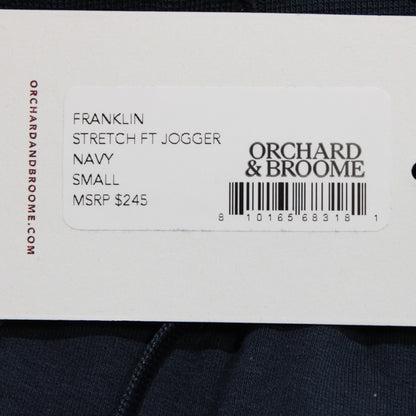 ORCHARDANDBROOME.COM
FRANKLIN
STRETCH FT JOGGER
NAVY
SMALL
MSRP $245
ORCHARD
& BROOME
8 10165 68318 1